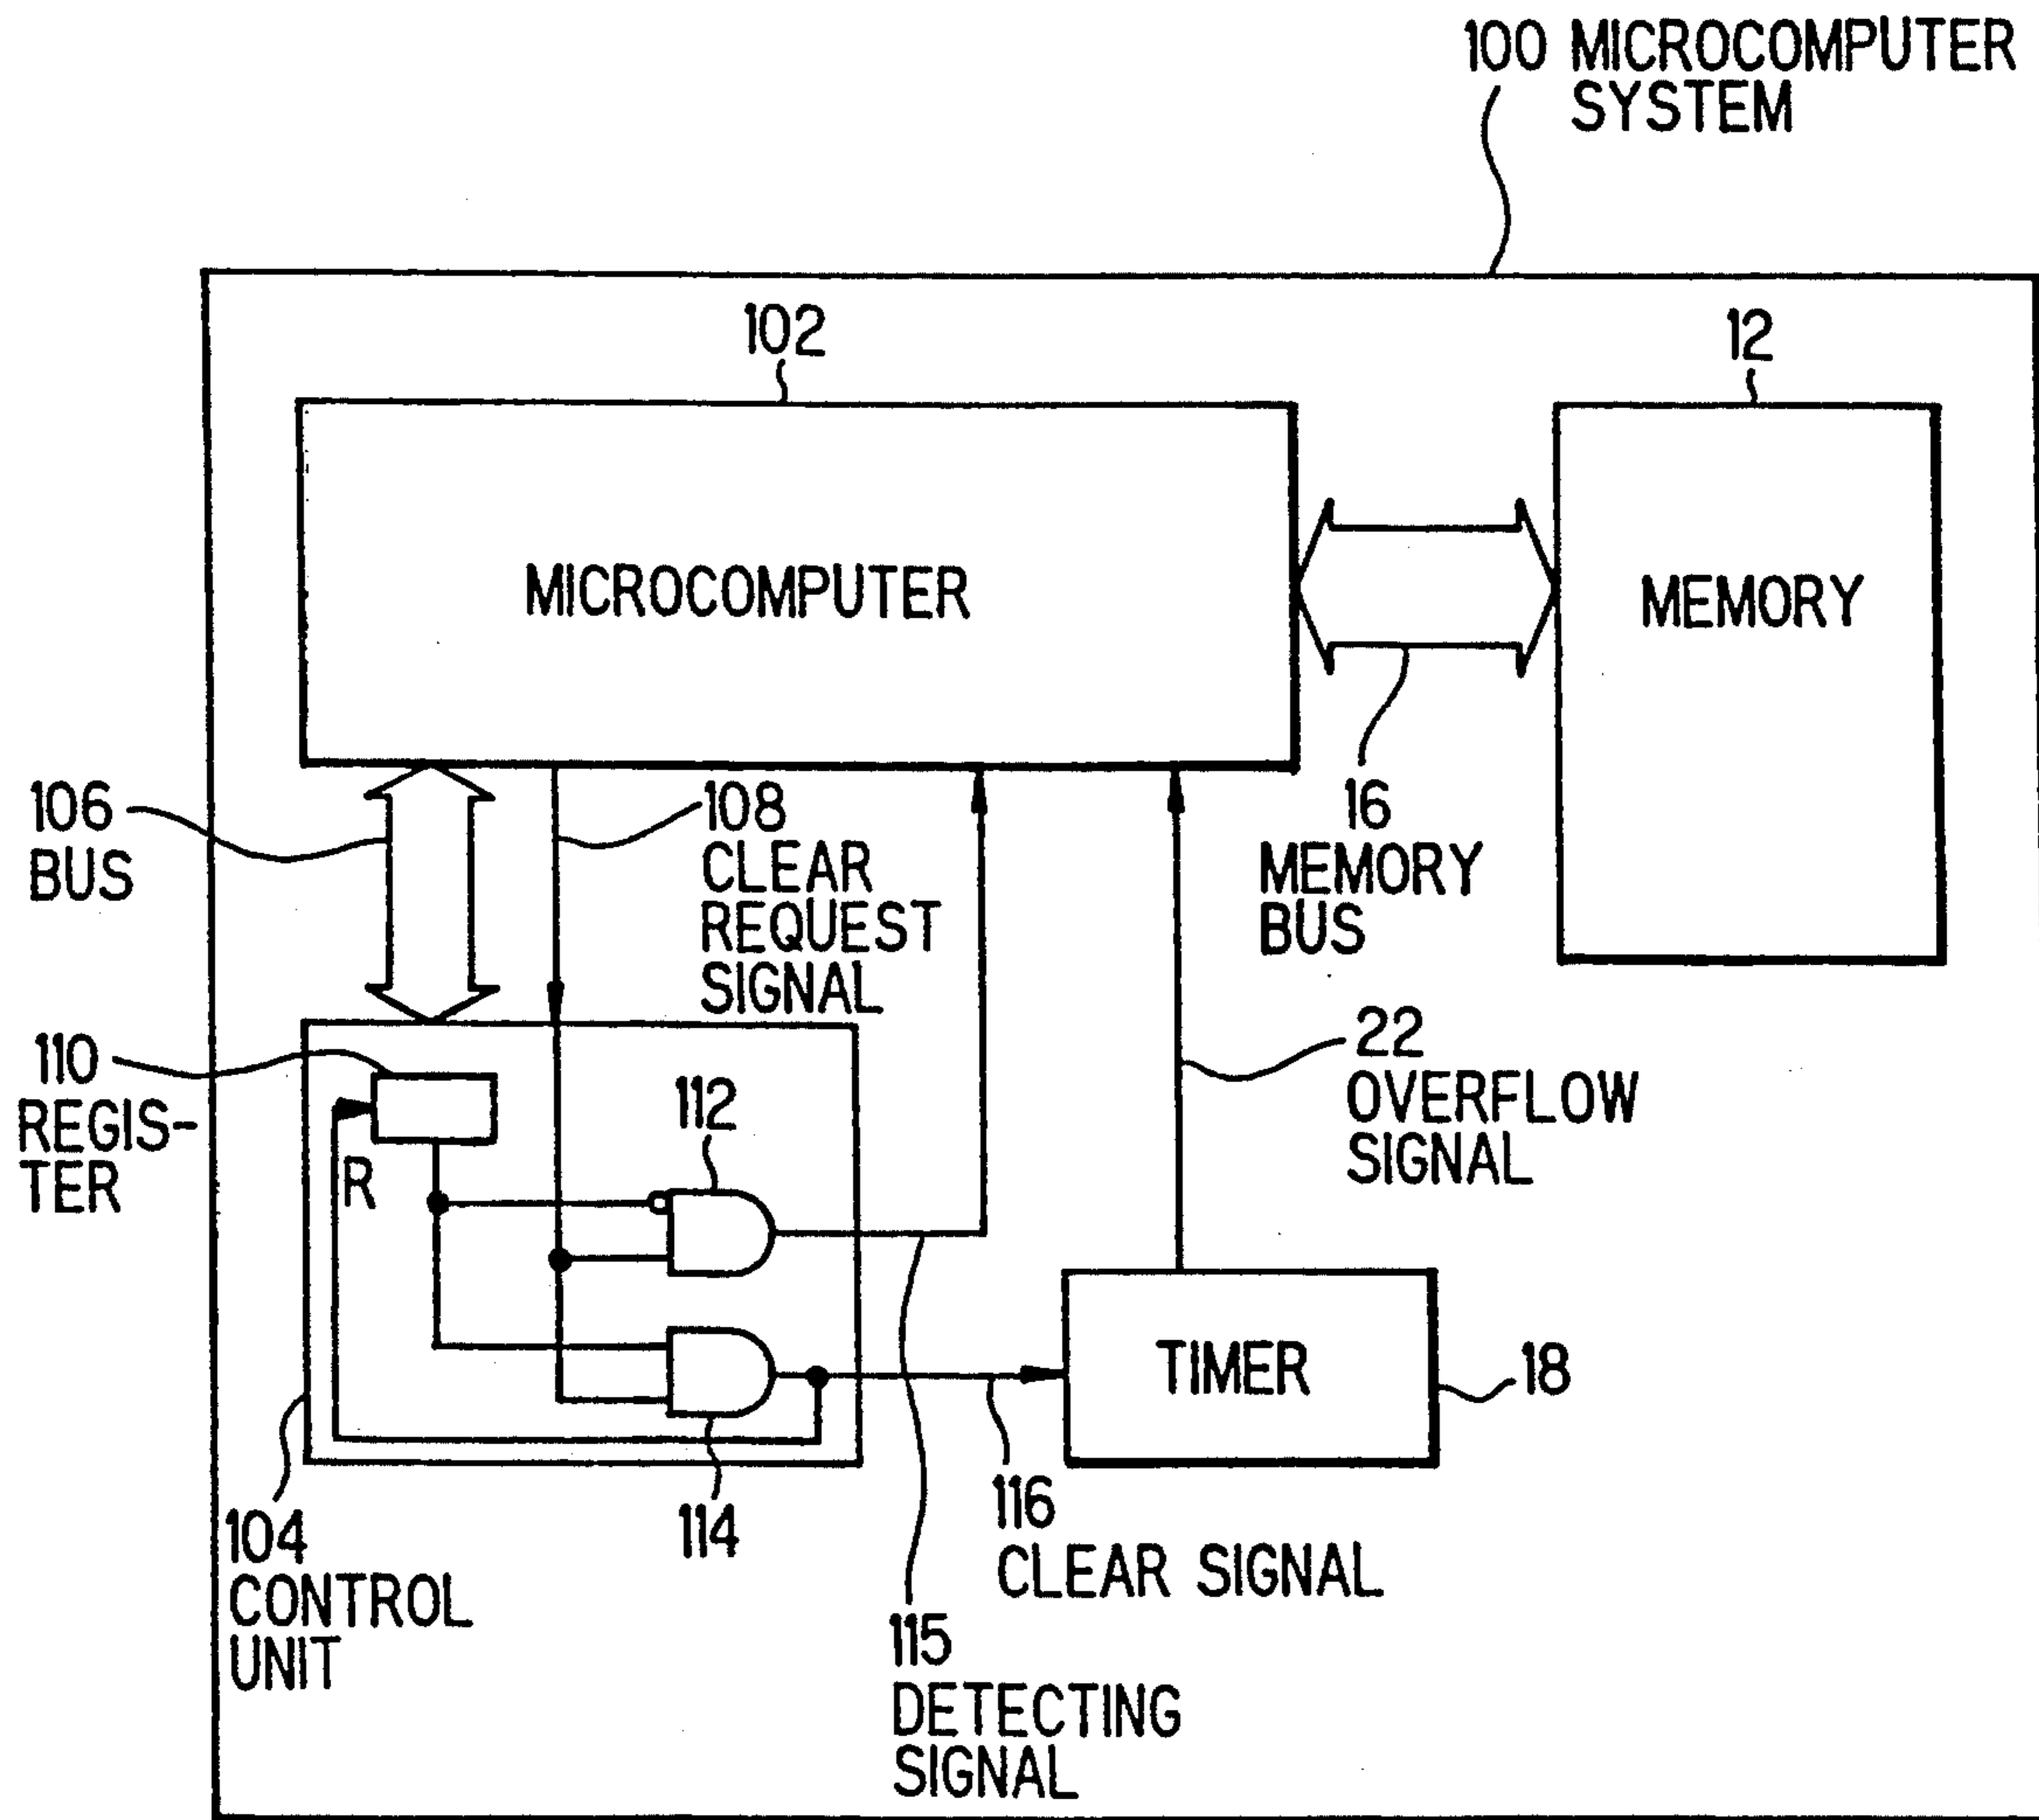 100 MICROCOMPUTER
SYSTEM
102
12
MICROCOMPUTER
MEMORY
106
BUS
108
CLEAR
REQUEST
SIGNAL
16
MEMORY
BUS
110
REGIS-
TER
R
112
22
OVERFLOW
SIGNAL
TIMER
18
114
104
CONTROL
UNIT
116
CLEAR SIGNAL
115
DETECTING
SIGNAL